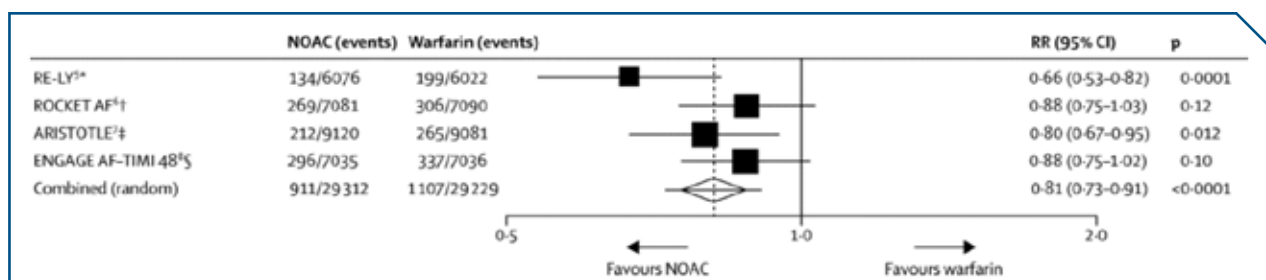 NOAC (events) Warfarin (events) RR (95% CI) p
RE-LY⁵* 134/6076 199/6022 0·66 (0·53–0·82) 0·0001
ROCKET AF⁶† 269/7081 306/7090 0·88 (0·75–1·03) 0·12
ARISTOTLE⁷‡ 212/9120 265/9081 0·80 (0·67–0·95) 0·012
ENGAGE AF–TIMI 48⁸§ 296/7035 337/7036 0·88 (0·75–1·02) 0·10
Combined (random) 911/29 312 1107/29 229 0·81 (0·73–0·91) <0·0001
0·5 1·0 2·0
Favours NOAC Favours warfarin